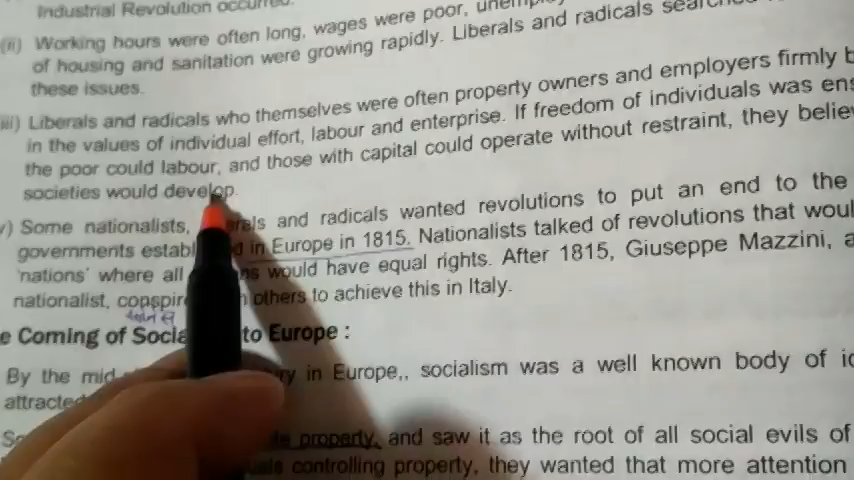 Industrial Revolution occurred.
(ii) Working hours were often long, wages were poor,
of housing and sanitation were growing rapidly. Liberals and radicals
these issues.
iii) Liberals and radicals who themselves were often property owners and employers firmly b
in the values of individual effort, labour and enterprise. If freedom of individuals was ens
the poor could labour, and those with capital could operate without restraint, they believ
societies would develop.
v) Some nationalists, and radicals wanted revolutions to put an end to the
governments establ in Europe in 1815. Nationalists talked of revolutions that woul
'nations' where all would have equal rights. After 1815, Giuseppe Mazzini, a
nationalist, conspir others to achieve this in Italy.
e Coming of Socia to Europe :
By the mid in Europe,, socialism was a well known body of id
attracted
property, and saw it as the root of all social evils of
controlling property, they wanted that more attention